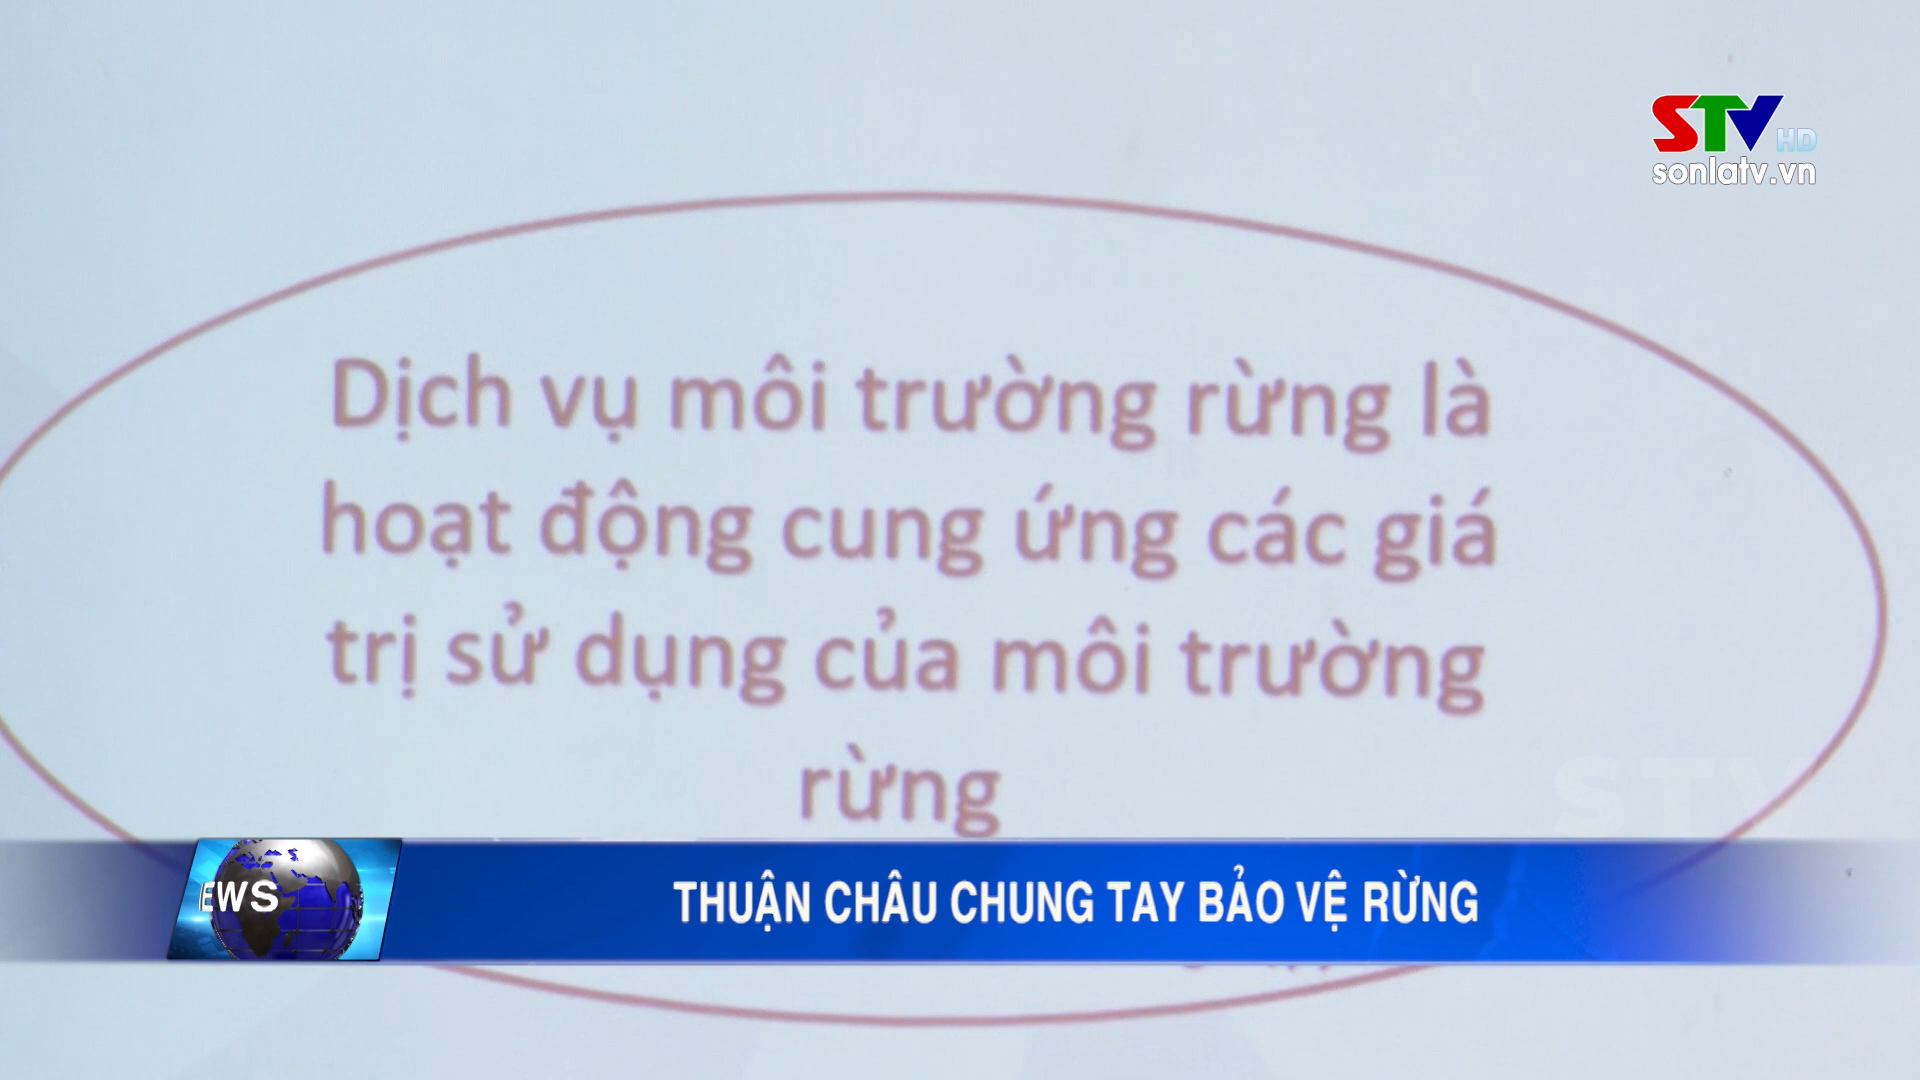 STV HD
sonlatv.vn
Dịch vụ môi trường rừng là
hoạt động cung ứng các giá
trị sử dụng của môi trường
rừng
STV
EWS
THUẬN CHÂU CHUNG TAY BẢO VỆ RỪNG